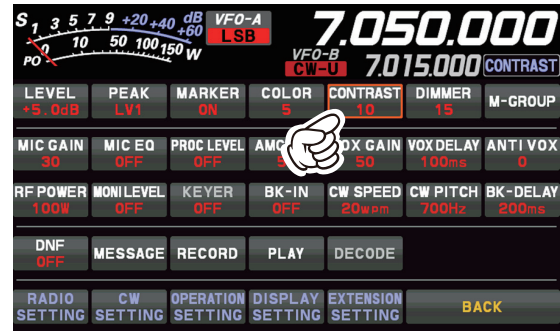 S 1 3 5 7 9 +20 +40 +60 dB
PO 0 10 50 100 150 W
VFO-A
LSB
7.050.000
VFO-B
CW-U
7.015.000
CONTRAST
LEVEL PEAK MARKER COLOR CONTRAST DIMMER M-GROUP
+5.0dB LV1 ON 5 10 15
MIC GAIN MIC EQ PROC LEVEL VOX GAIN VOX DELAY ANTI VOX
30 OFF OFF 50 100ms 0
RF POWER MONI LEVEL KEYER BK-IN CW SPEED CW PITCH BK-DELAY
100W OFF OFF OFF 20wpm 700Hz 200ms
DNF MESSAGE RECORD PLAY DECODE
OFF
RADIO CW OPERATION DISPLAY EXTENSION BACK
SETTING SETTING SETTING SETTING SETTING